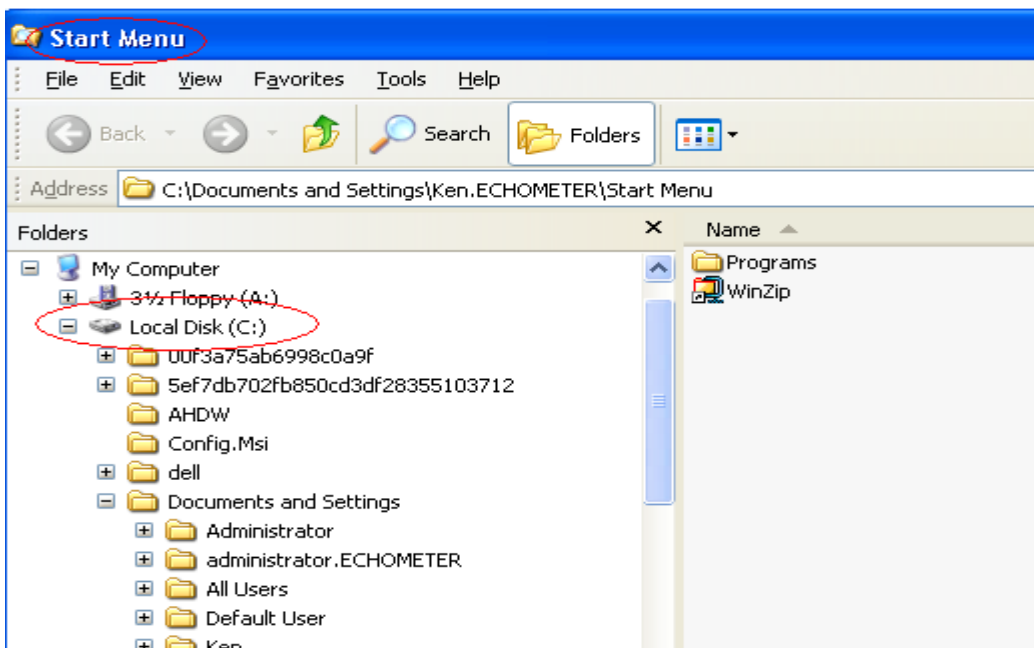 Start Menu
File Edit View Favorites Tools Help
Back Search Folders
Address C:\Documents and Settings\Ken.ECHOMETER\Start Menu
Folders
Name
My Computer
Programs
3½ Floppy (A:)
WinZip
Local Disk (C:)
00f3a75ab6998c0a9f
5ef7db702fb850cd3df28355103712
AHDW
Config.Msi
dell
Documents and Settings
Administrator
administrator.ECHOMETER
All Users
Default User
Ken